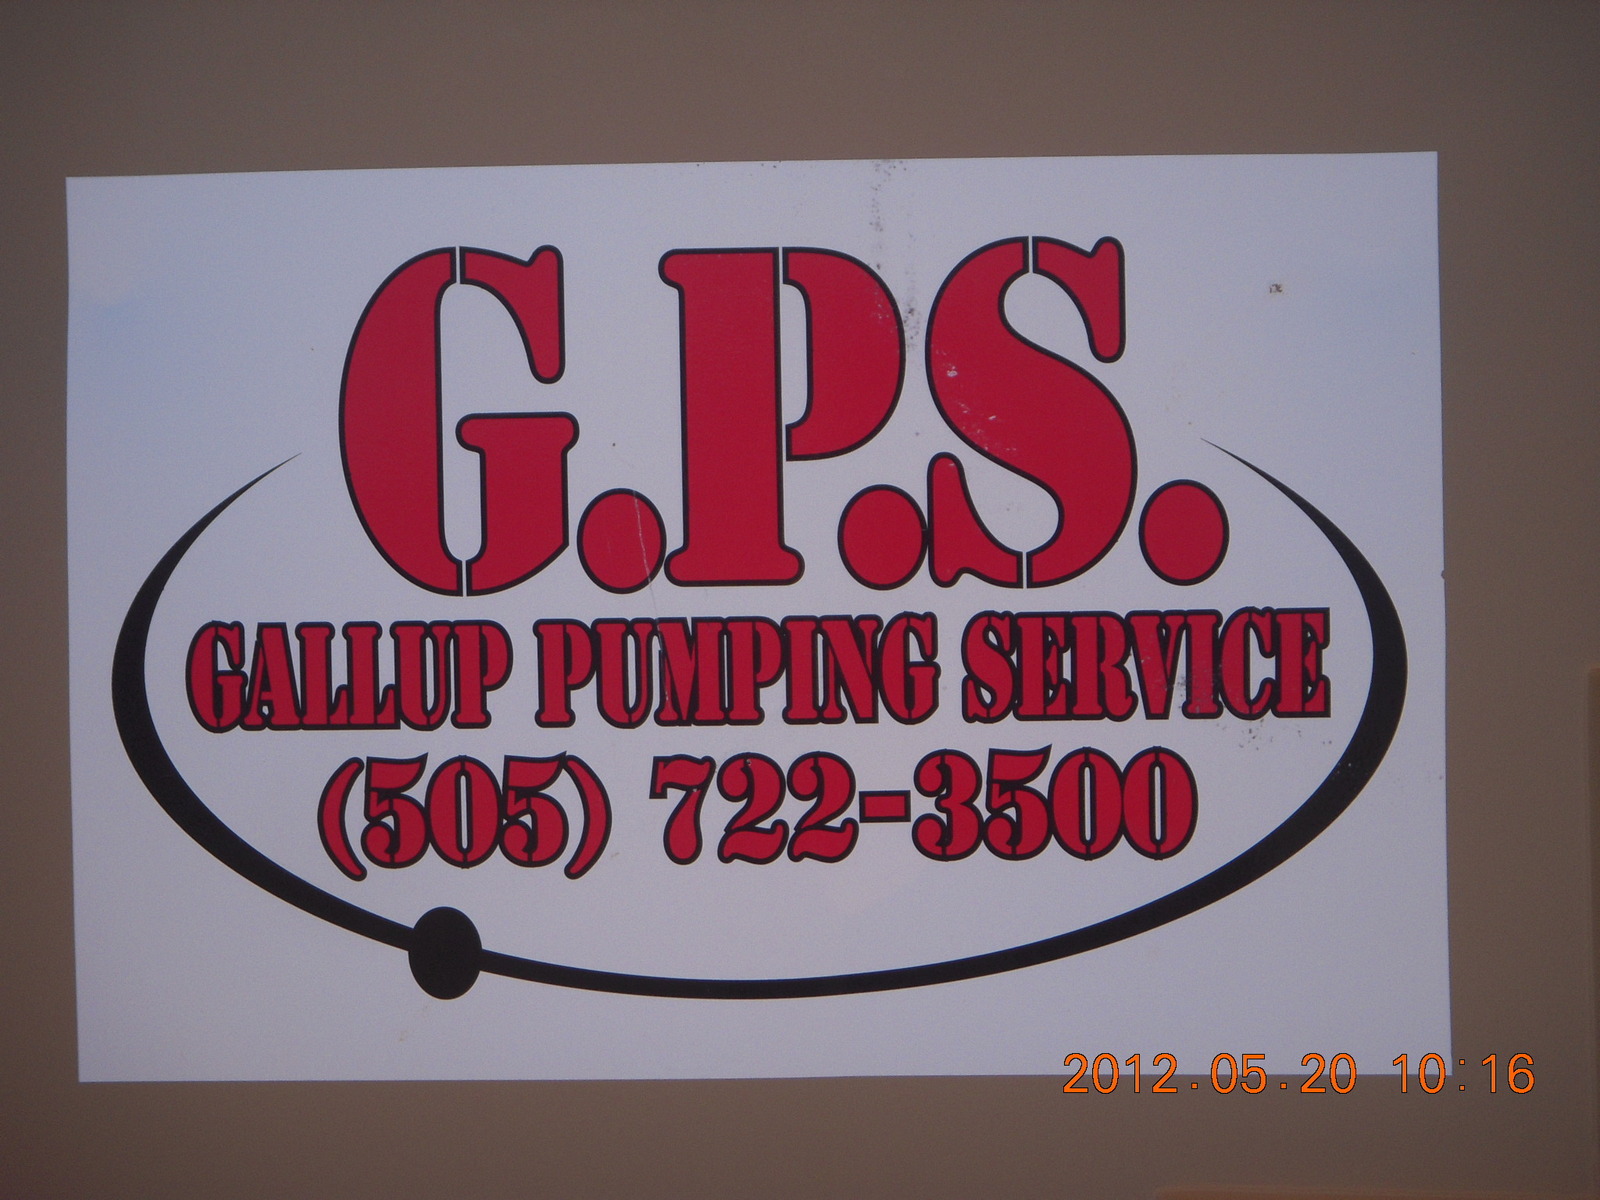 G.P.S.
GALLUP PUMPING SERVICE
(505) 722-3500
2012.05.20 10:16